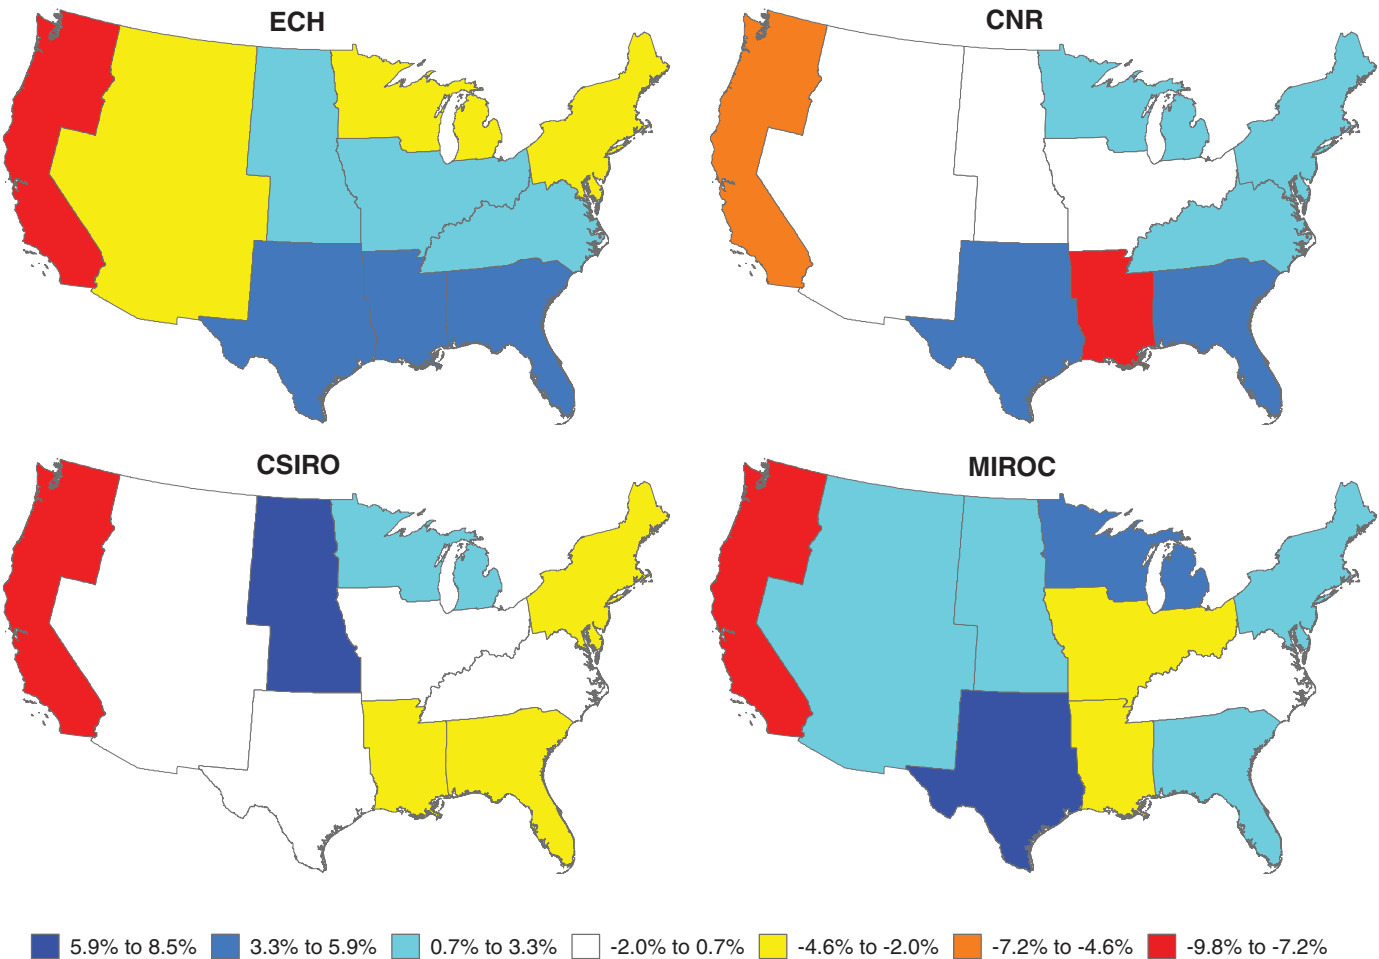 ECH
CNR
CSIRO
MIROC
5.9% to 8.5% 3.3% to 5.9% 0.7% to 3.3% -2.0% to 0.7% -4.6% to -2.0% -7.2% to -4.6% -9.8% to -7.2%